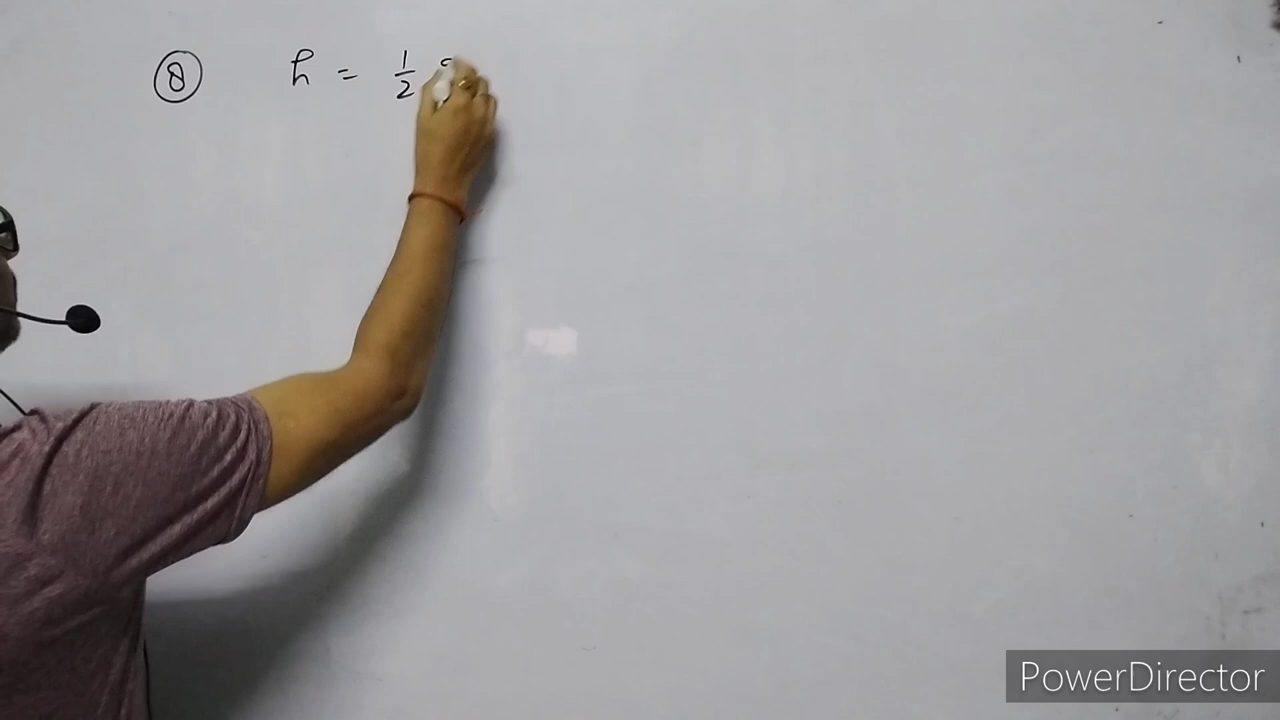 ⑧ h = 1/2
PowerDirector